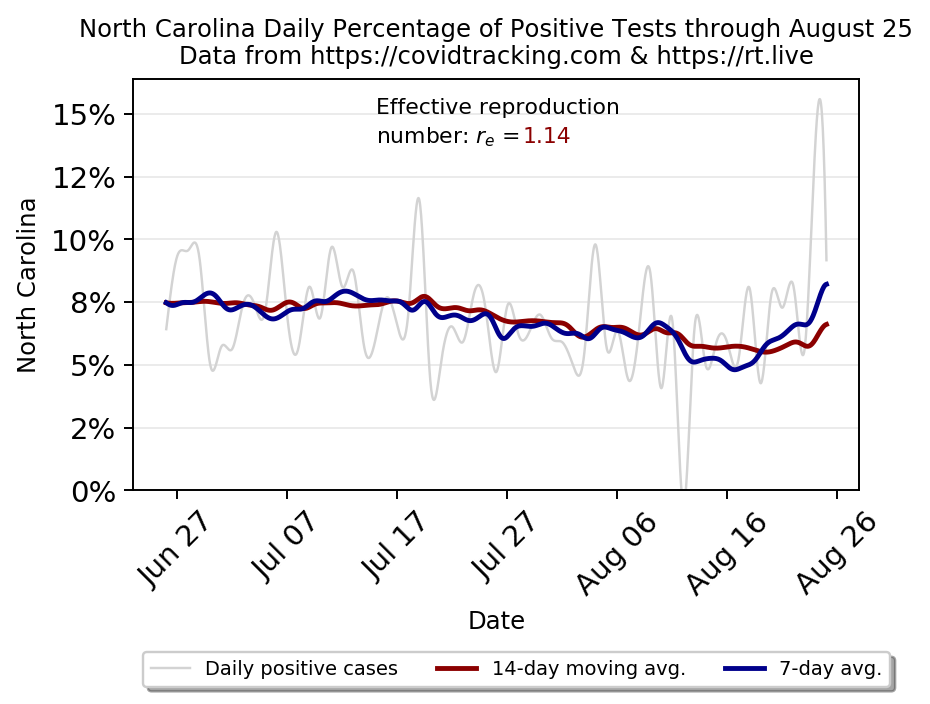 North Carolina Daily Percentage of Positive Tests through August 25
Data from https://covidtracking.com & https://rt.live
Effective reproduction
number: rₑ =1.14
15%
12%
10%
8%
5%
2%
0%
North Carolina
Jun 27
Jul 07
Jul 17
Jul 27
Aug 06
Aug 16
Aug 26
Date
Daily positive cases
14-day moving avg.
7-day avg.